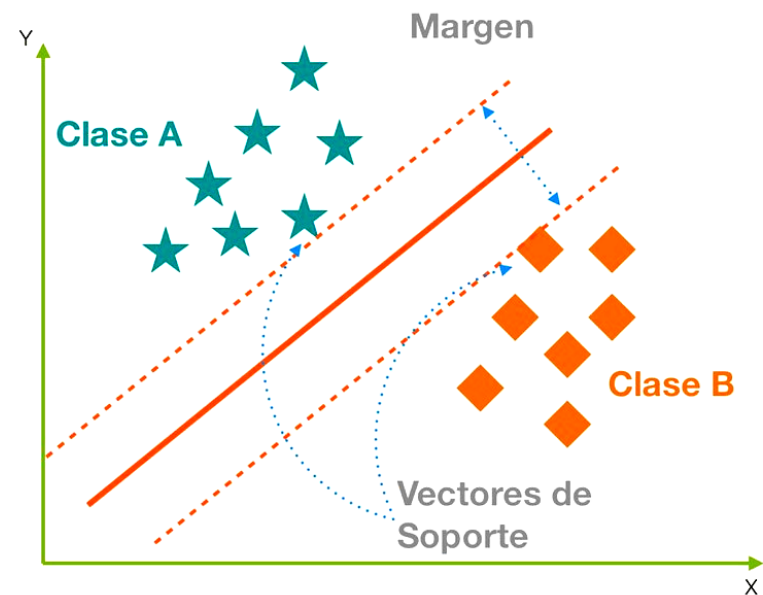 Margen
Y
Clase A
Clase B
Vectores de
Soporte
X